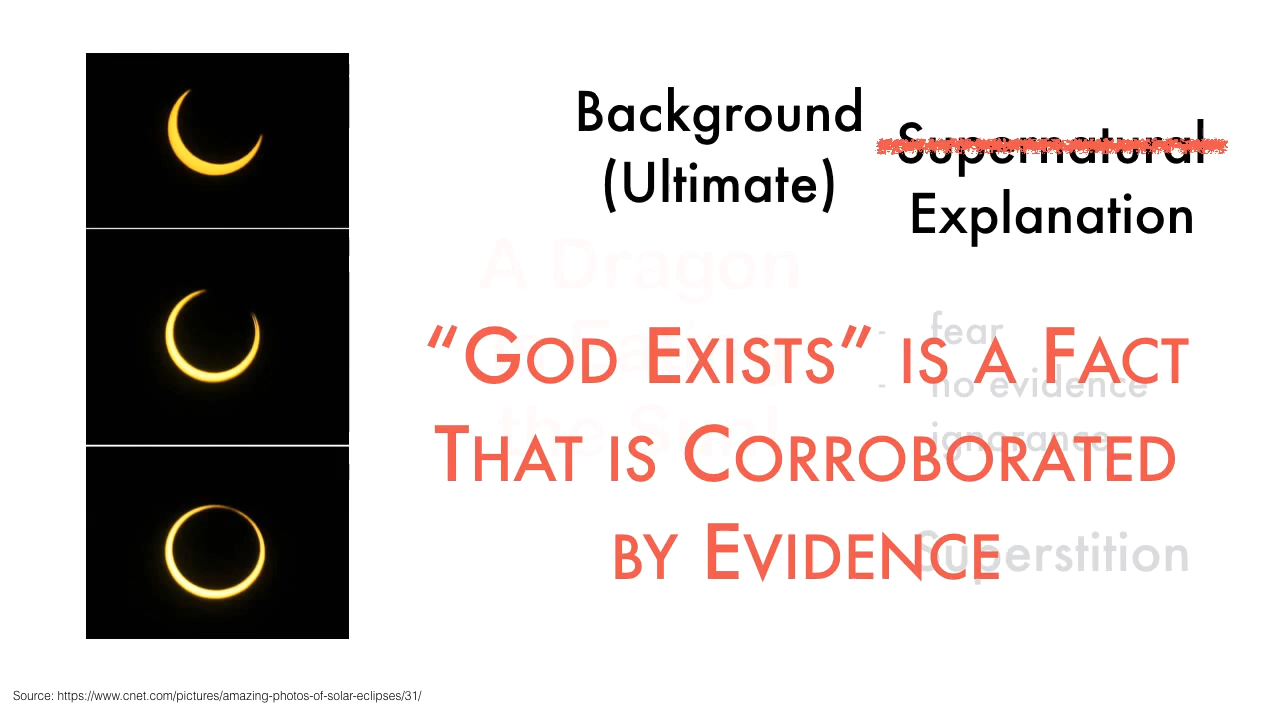 Background
(Ultimate)
Supernatural
Explanation
A Dragon
is Eating
the Sun!
- fear
- no evidence
ignorance
“God Exists” is a Fact
That is Corroborated
by Evidence
Superstition
Source: https://www.cnet.com/pictures/amazing-photos-of-solar-eclipses/31/